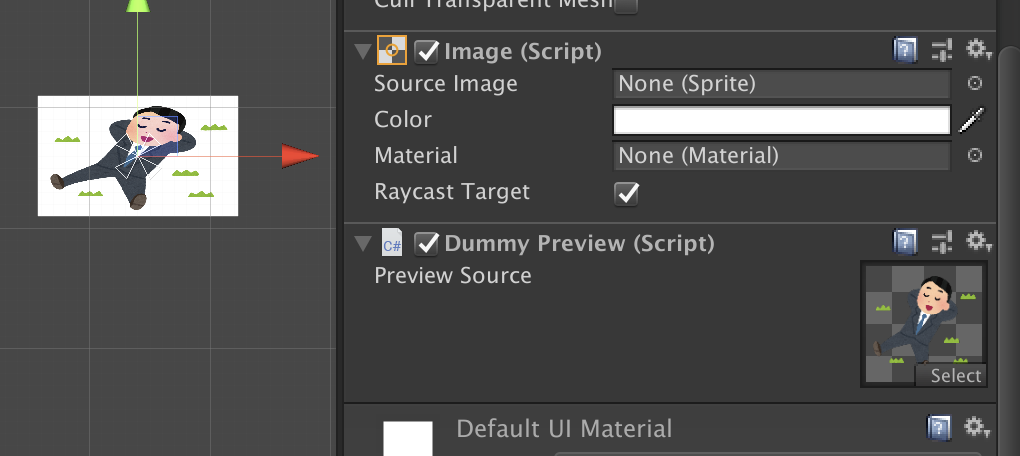 Cull Transparent Mesh
Image (Script)
Source Image
None (Sprite)
Color
Material
None (Material)
Raycast Target
C#
Dummy Preview (Script)
Preview Source
Select
Default UI Material